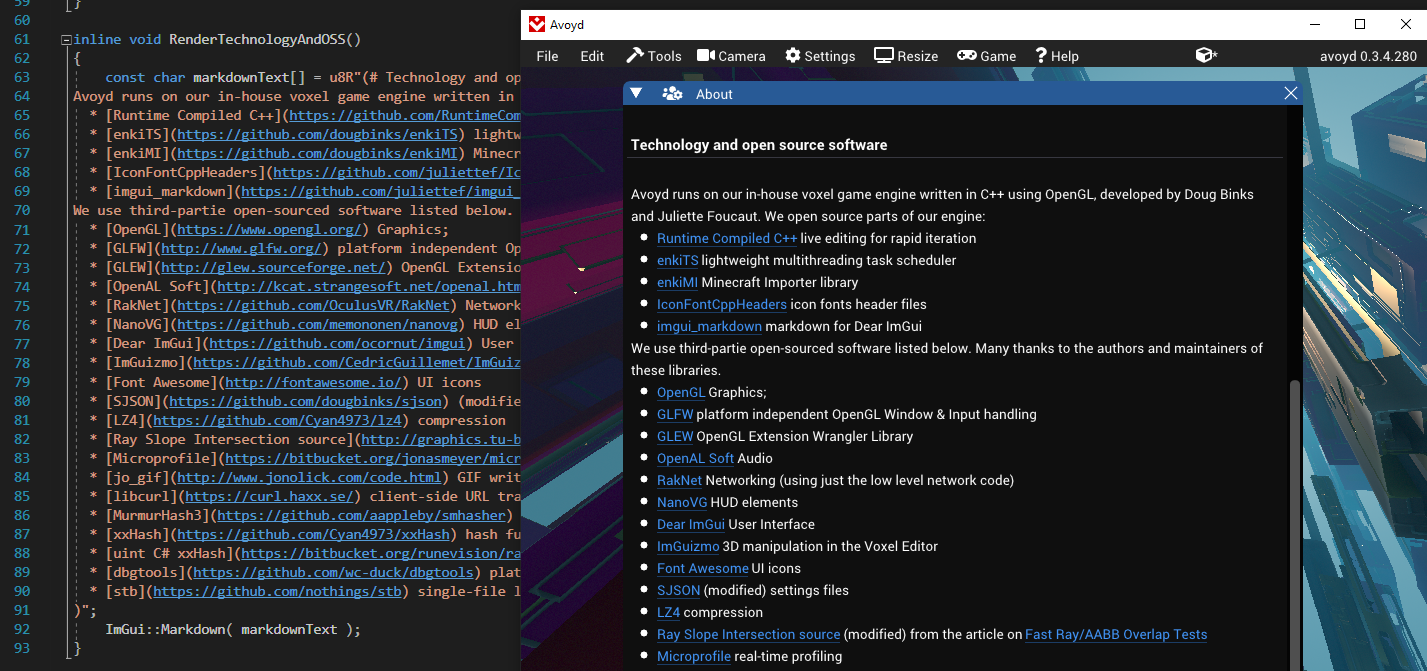 59 }
60
61 inline void RenderTechnologyAndOSS()
62 {
63 const char markdownText[] = u8R"(# Technology and op
64 Avoyd runs on our in-house voxel game engine written in
65 * [Runtime Compiled C++](https://github.com/RuntimeCom
66 * [enkiTS](https://github.com/dougbinks/enkiTS) lightw
67 * [enkiMI](https://github.com/dougbinks/enkiMI) Minecr
68 * [IconFontCppHeaders](https://github.com/juliettef/Ic
69 * [imgui_markdown](https://github.com/juliettef/imgui_
70 We use third-partie open-sourced software listed below.
71 * [OpenGL](https://www.opengl.org/) Graphics;
72 * [GLFW](http://www.glfw.org/) platform independent Op
73 * [GLEW](http://glew.sourceforge.net/) OpenGL Extensio
74 * [OpenAL Soft](http://kcat.strangesoft.net/openal.htm
75 * [RakNet](https://github.com/OculusVR/RakNet) Network
76 * [NanoVG](https://github.com/memononen/nanovg) HUD el
77 * [Dear ImGui](https://github.com/ocornut/imgui) User
78 * [ImGuizmo](https://github.com/CedricGuillemet/ImGuiz
79 * [Font Awesome](http://fontawesome.io/) UI icons
80 * [SJSON](https://github.com/dougbinks/sjson) (modifie
81 * [LZ4](https://github.com/Cyan4973/lz4) compression
82 * [Ray Slope Intersection source](http://graphics.tu-b
83 * [Microprofile](https://bitbucket.org/jonasmeyer/micr
84 * [jo_gif](http://www.jonolick.com/code.html) GIF writ
85 * [libcurl](https://curl.haxx.se/) client-side URL tra
86 * [MurmurHash3](https://github.com/aappleby/smhasher)
87 * [xxHash](https://github.com/Cyan4973/xxHash) hash fu
88 * [uint C# xxHash](https://bitbucket.org/runevision/ra
89 * [dbgtools](https://github.com/wc-duck/dbgtools) plat
90 * [stb](https://github.com/nothings/stb) single-file l
91 )";
92 ImGui::Markdown( markdownText );
93 }
Avoyd
File Edit Tools Camera Settings Resize Game ? Help * avoyd 0.3.4.280
About
Technology and open source software
Avoyd runs on our in-house voxel game engine written in C++ using OpenGL, developed by Doug Binks
and Juliette Foucaut. We open source parts of our engine:
● Runtime Compiled C++ live editing for rapid iteration
● enkiTS lightweight multithreading task scheduler
● enkiMI Minecraft Importer library
● IconFontCppHeaders icon fonts header files
● imgui_markdown markdown for Dear ImGui
We use third-partie open-sourced software listed below. Many thanks to the authors and maintainers of
these libraries.
● OpenGL Graphics;
● GLFW platform independent OpenGL Window & Input handling
● GLEW OpenGL Extension Wrangler Library
● OpenAL Soft Audio
● RakNet Networking (using just the low level network code)
● NanoVG HUD elements
● Dear ImGui User Interface
● ImGuizmo 3D manipulation in the Voxel Editor
● Font Awesome UI icons
● SJSON (modified) settings files
● LZ4 compression
● Ray Slope Intersection source (modified) from the article on Fast Ray/AABB Overlap Tests
● Microprofile real-time profiling